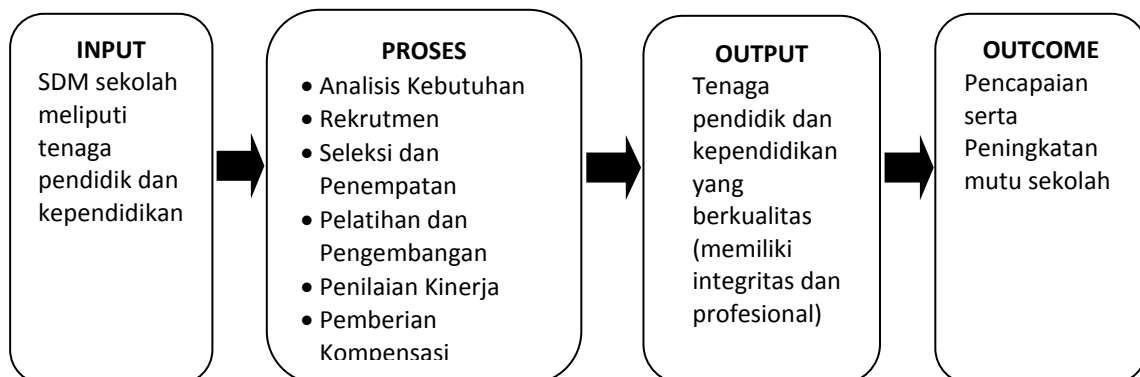 INPUT
SDM sekolah
meliputi
tenaga
pendidik dan
kependidikan
PROSES
• Analisis Kebutuhan
• Rekrutmen
• Seleksi dan
Penempatan
• Pelatihan dan
Pengembangan
• Penilaian Kinerja
• Pemberian
Kompensasi
OUTPUT
Tenaga
pendidik dan
kependidikan
yang
berkualitas
(memiliki
integritas dan
profesional)
OUTCOME
Pencapaian
serta
Peningkatan
mutu sekolah